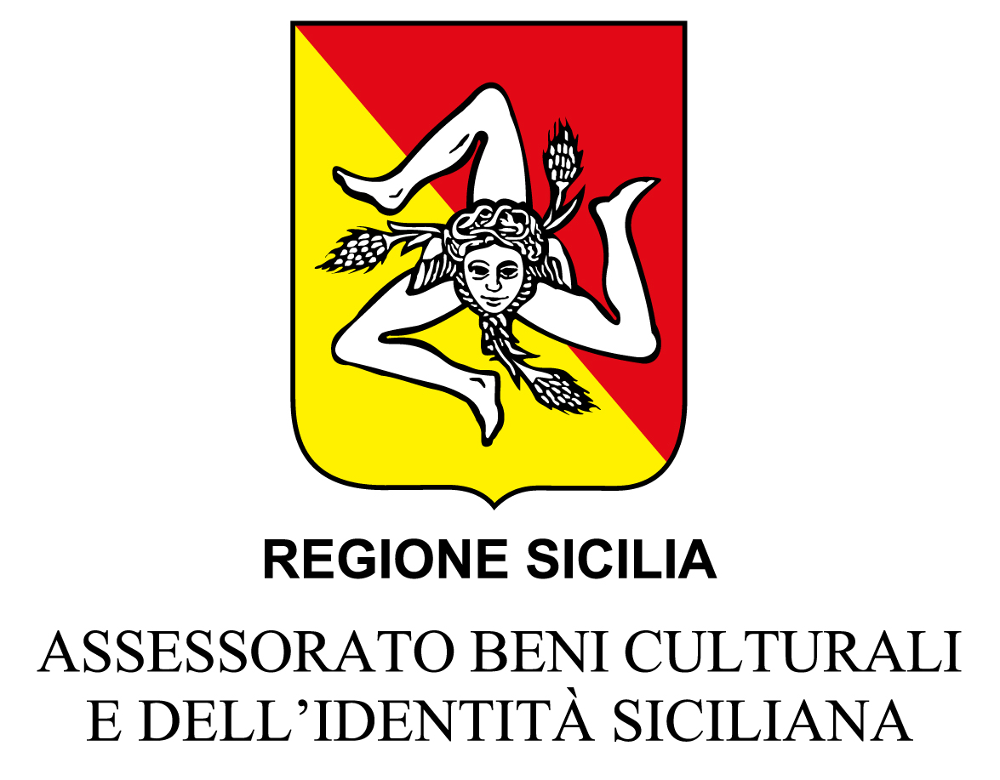 REGIONE SICILIA
ASSESSORATO BENI CULTURALI
E DELL’IDENTITÀ SICILIANA